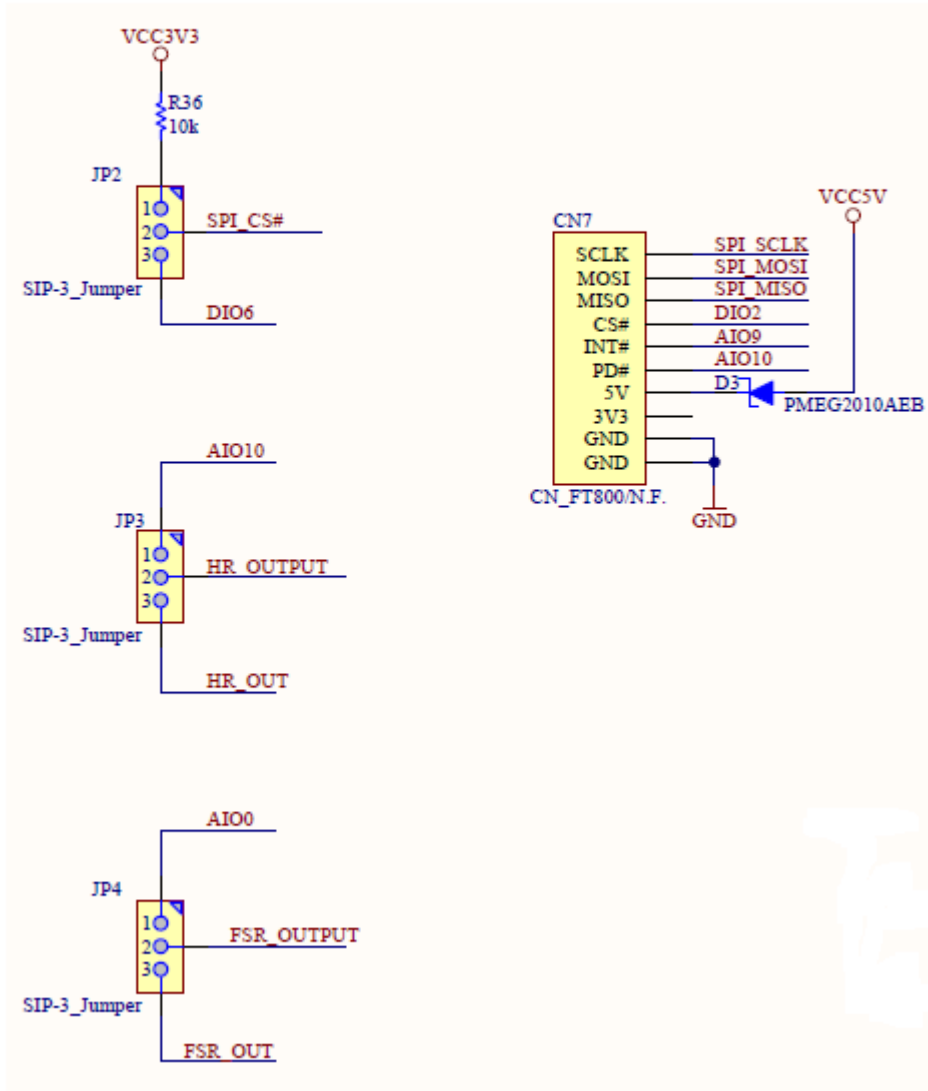 VCC3V3
R36
10k
JP2
1
2
3
SPI_CS#
SIP-3_Jumper
DIO6
AIO10
JP3
1
2
3
HR_OUTPUT
SIP-3_Jumper
HR_OUT
AIO0
JP4
1
2
3
FSR_OUTPUT
SIP-3_Jumper
FSR_OUT
VCC5V
CN7
SCLK SPI_SCLK
MOSI SPI_MOSI
MISO SPI_MISO
CS# DIO2
INT# AIO9
PD# AIO10
5V D3 PMEG2010AEB
3V3
GND
GND
CN_FT800/N.F.
GND